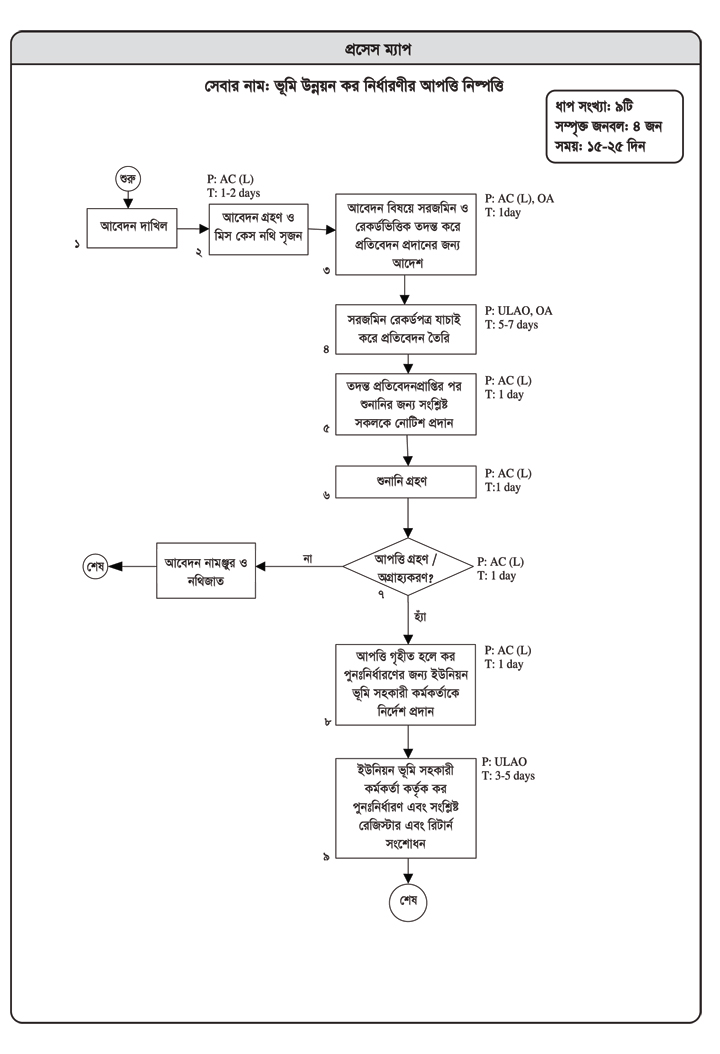 প্রসেস ম্যাপ
সেবার নাম: ভূমি উন্নয়ন কর নির্ধারণীর আপত্তি নিষ্পত্তি
ধাপ সংখ্যা: ৯টি
সম্পৃক্ত জনবল: ৪ জন
সময়: ১৫-২৫ দিন
শুরু
আবেদন দাখিল
১
P: AC (L)
T: 1-2 days
আবেদন গ্রহণ ও
মিস কেস নথি সৃজন
২
আবেদন বিষয়ে সরজমিন ও
রেকর্ডভিত্তিক তদন্ত করে
প্রতিবেদন প্রদানের জন্য
আদেশ
৩
P: AC (L), OA
T: 1day
সরজমিন রেকর্ডপত্র যাচাই
করে প্রতিবেদন তৈরি
৪
P: ULAO, OA
T: 5-7 days
তদন্ত প্রতিবেদনপ্রাপ্তির পর
শুনানির জন্য সংশ্লিষ্ট
সকলকে নোটিশ প্রদান
৫
P: AC (L)
T: 1 day
শুনানি গ্রহণ
৬
P: AC (L)
T:1 day
আপত্তি গ্রহণ /
অগ্রাহ্যকরণ?
৭
P: AC (L)
T: 1 day
না
আবেদন নামঞ্জুর ও
নথিজাত
শেষ
হ্যাঁ
আপত্তি গৃহীত হলে কর
পুনঃনির্ধারণের জন্য ইউনিয়ন
ভূমি সহকারী কর্মকর্তাকে
নির্দেশ প্রদান
৮
P: AC (L)
T: 1 day
ইউনিয়ন ভূমি সহকারী
কর্মকর্তা কর্তৃক কর
পুনঃনির্ধারণ এবং সংশ্লিষ্ট
রেজিস্টার এবং রিটার্ন
সংশোধন
৯
P: ULAO
T: 3-5 days
শেষ